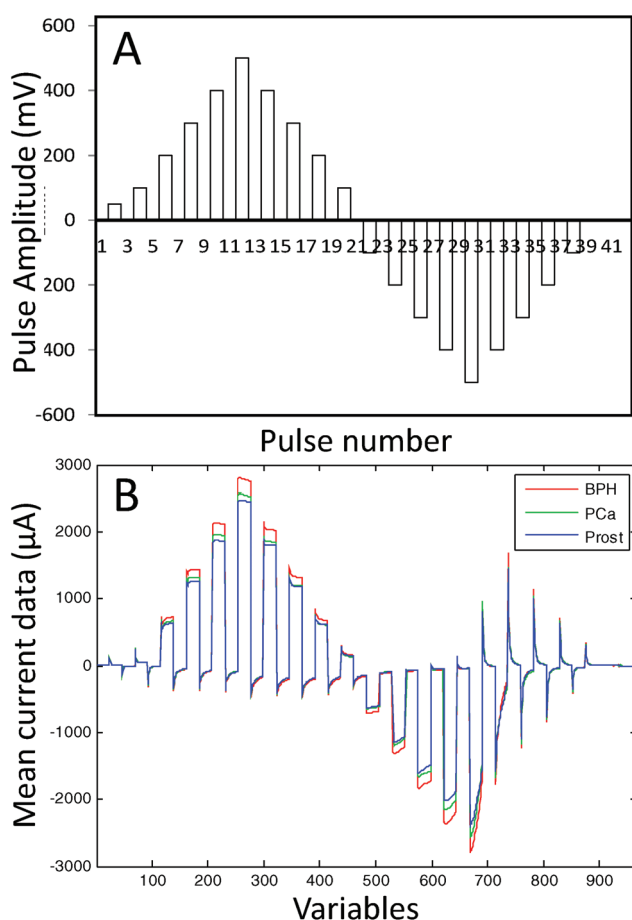 A
Pulse Amplitude (mV)
600
400
200
0
200
400
-600
1 3 5 7 9 11 13 15 17 19 21 23 25 27 29 31 33 35 37 39 41
Pulse number
B
Mean current data (µA)
3000
2000
1000
0
-1000
-2000
-3000
BPH
PCa
Prost
100 200 300 400 500 600 700 800 900
Variables